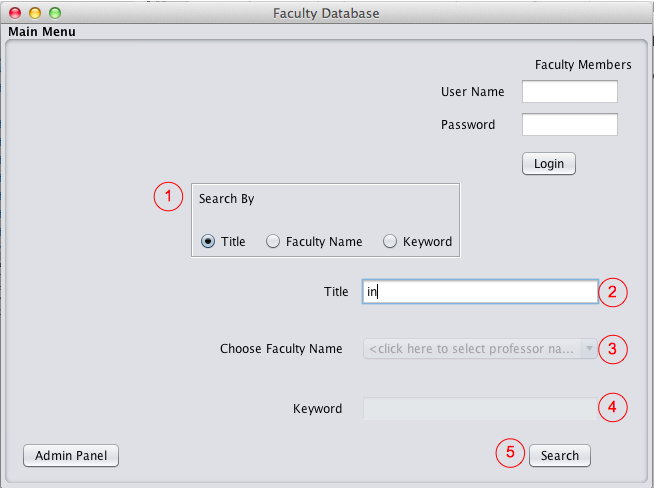 Faculty Database
Main Menu
Faculty Members
User Name
Password
Login
1
Search By
Title Faculty Name Keyword
Title in 2
Choose Faculty Name <click here to select professor na... 3
Keyword 4
Admin Panel 5 Search